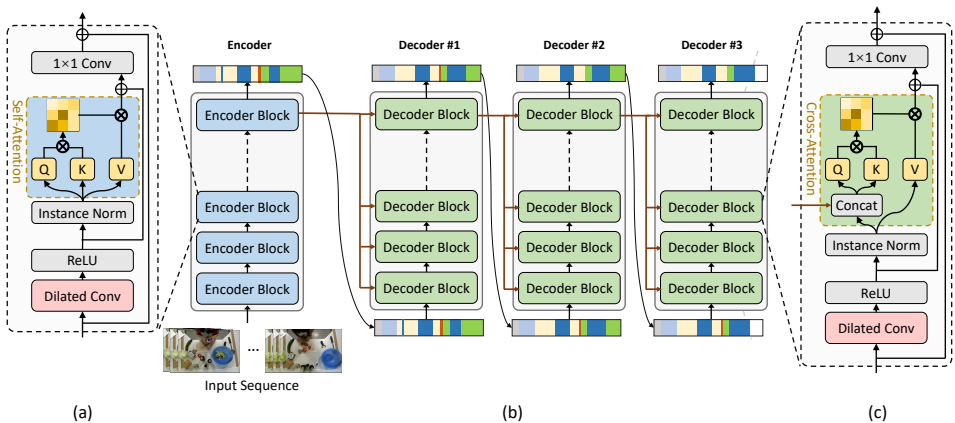 1×1 Conv
Self-Attention
Q
K
V
Instance Norm
ReLU
Dilated Conv
(a)
Encoder
Encoder Block
Encoder Block
Encoder Block
Encoder Block
...
Input Sequence
Decoder #1
Decoder Block
Decoder Block
Decoder Block
Decoder Block
Decoder #2
Decoder Block
Decoder Block
Decoder Block
Decoder Block
Decoder #3
Decoder Block
Decoder Block
Decoder Block
Decoder Block
(b)
1×1 Conv
Cross-Attention
Q
K
V
Concat
Instance Norm
ReLU
Dilated Conv
(c)